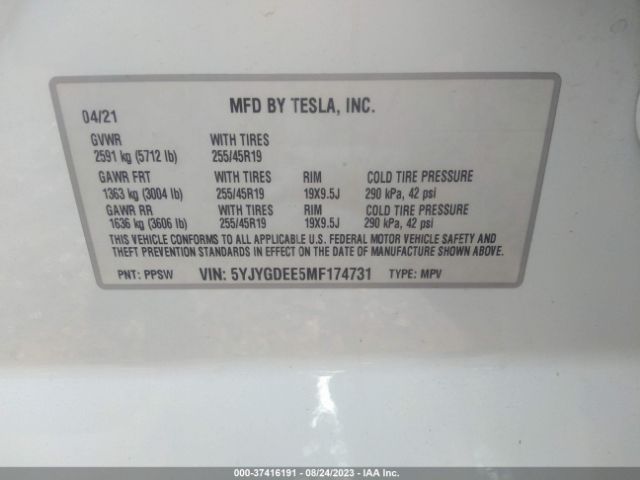 MFD BY TESLA, INC.
04/21
GVWR WITH TIRES
2591 kg (5712 lb) 255/45R19
GAWR FRT WITH TIRES RIM COLD TIRE PRESSURE
1363 kg (3004 lb) 255/45R19 19X9.5J 290 kPa, 42 psi
GAWR RR WITH TIRES RIM COLD TIRE PRESSURE
1636 kg (3606 lb) 255/45R19 19X9.5J 290 kPa, 42 psi
THIS VEHICLE CONFORMS TO ALL APPLICABLE U.S. FEDERAL MOTOR VEHICLE SAFETY AND
THEFT PREVENTION STANDARDS IN EFFECT ON THE DATE OF MANUFACTURE SHOWN ABOVE.
PNT: PPSW VIN: 5YJYGDEE5MF174731 TYPE: MPV
000-37416191 - 08/24/2023 - IAA Inc.